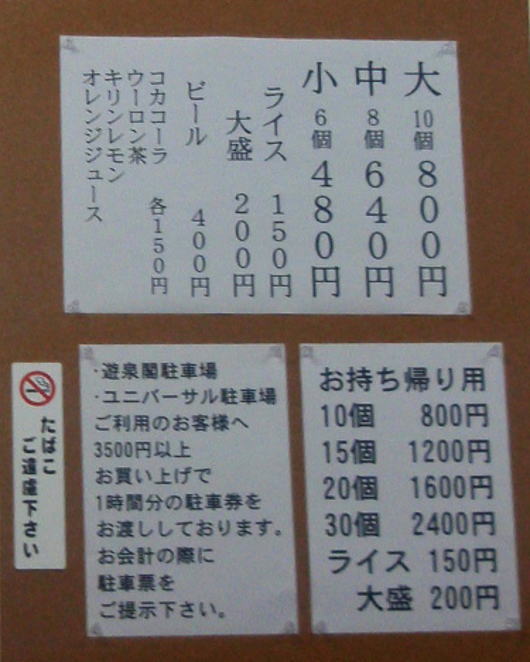 大 10個 800円
中 8個 640円
小 6個 480円
ライス 150円
大盛 200円
ビール 400円
コカコーラ 各150円
ウーロン茶
キリンレモン
オレンジジュース
たばこ
ご遠慮下さい
・遊泉閣駐車場
・ユニバーサル駐車場
ご利用のお客様へ
3500円以上
お買い上げで
1時間分の駐車券を
お渡ししております。
お会計の際に
駐車票を
ご提示下さい。
お持ち帰り用
10個 800円
15個 1200円
20個 1600円
30個 2400円
ライス 150円
大盛 200円